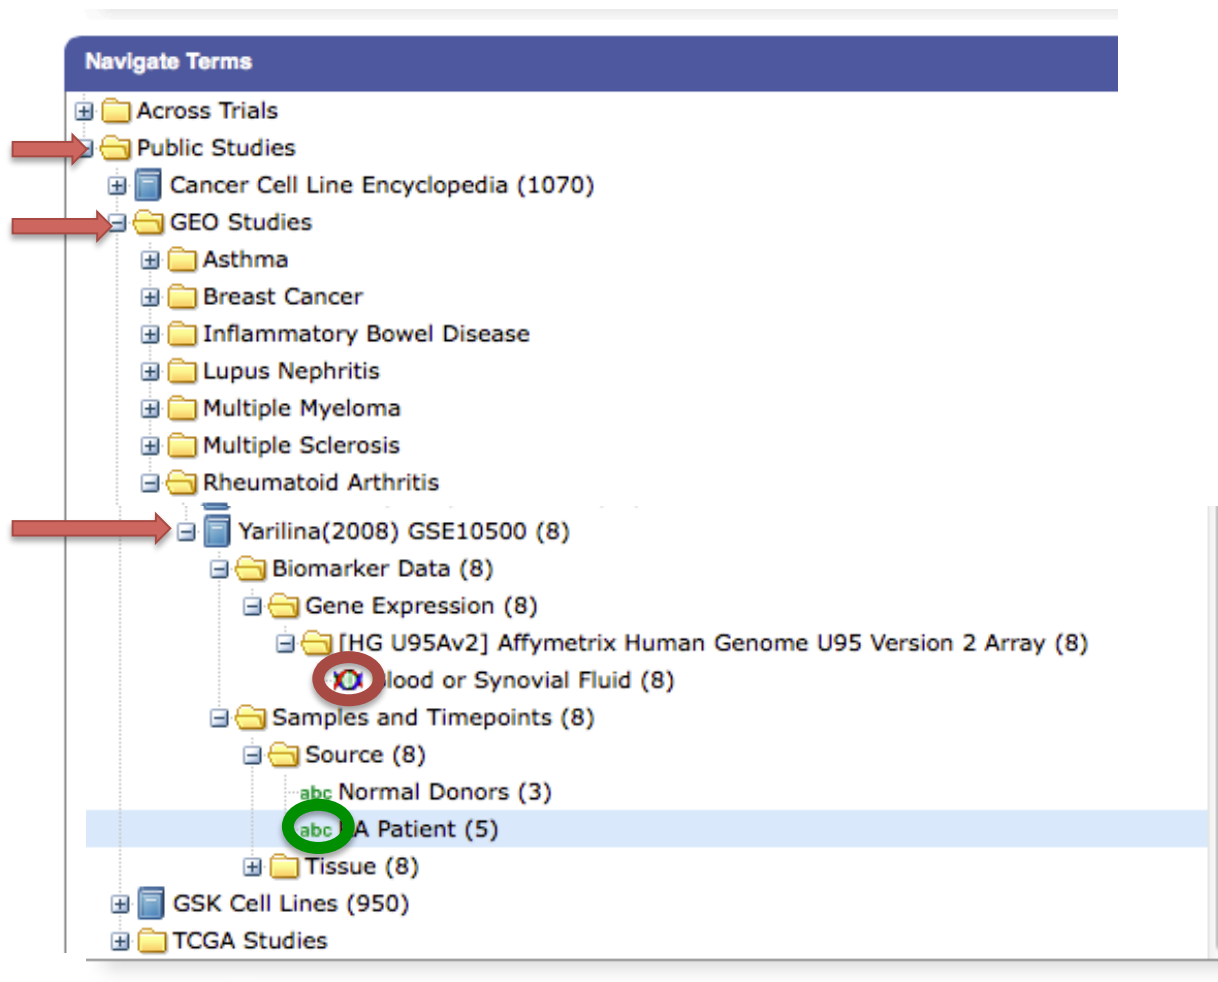 Navigate Terms
Across Trials
Public Studies
Cancer Cell Line Encyclopedia (1070)
GEO Studies
Asthma
Breast Cancer
Inflammatory Bowel Disease
Lupus Nephritis
Multiple Myeloma
Multiple Sclerosis
Rheumatoid Arthritis
Yarilina(2008) GSE10500 (8)
Biomarker Data (8)
Gene Expression (8)
[HG U95Av2] Affymetrix Human Genome U95 Version 2 Array (8)
Blood or Synovial Fluid (8)
Samples and Timepoints (8)
Source (8)
abc Normal Donors (3)
abc RA Patient (5)
Tissue (8)
GSK Cell Lines (950)
TCGA Studies